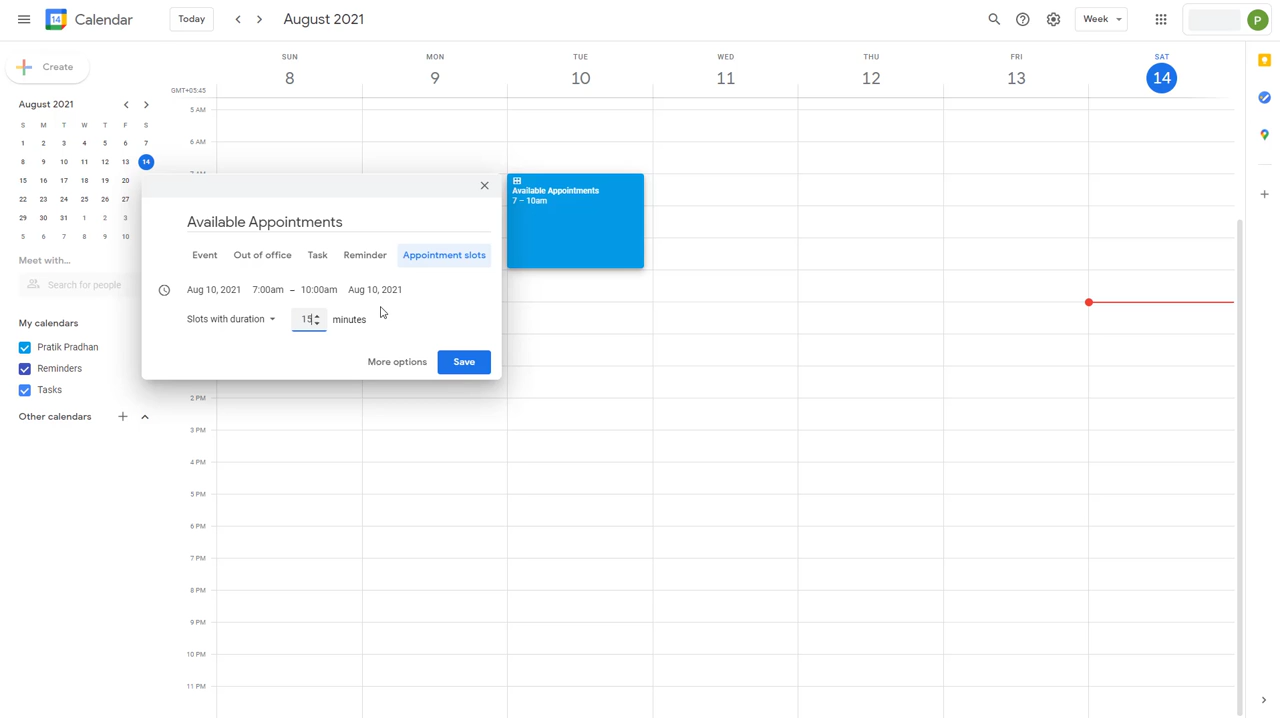 14 Calendar Today August 2021 Week P
Create
SUN MON TUE WED THU FRI SAT
8 9 10 11 12 13 14
GMT+05:45
August 2021
S M T W T F S
1 2 3 4 5 6 7
8 9 10 11 12 13 14
15 16 17 18 19 20
22 23 24 25 26 27
29 30 31 1 2 3
5 6 7 8 9 10
Meet with...
Search for people
My calendars
Pratik Pradhan
Reminders
Tasks
Other calendars
5 AM
6 AM
Available Appointments
7 – 10am
Available Appointments
Event Out of office Task Reminder Appointment slots
Aug 10, 2021 7:00am – 10:00am Aug 10, 2021
Slots with duration 15 minutes
More options Save
2 PM
3 PM
4 PM
5 PM
6 PM
7 PM
8 PM
9 PM
10 PM
11 PM